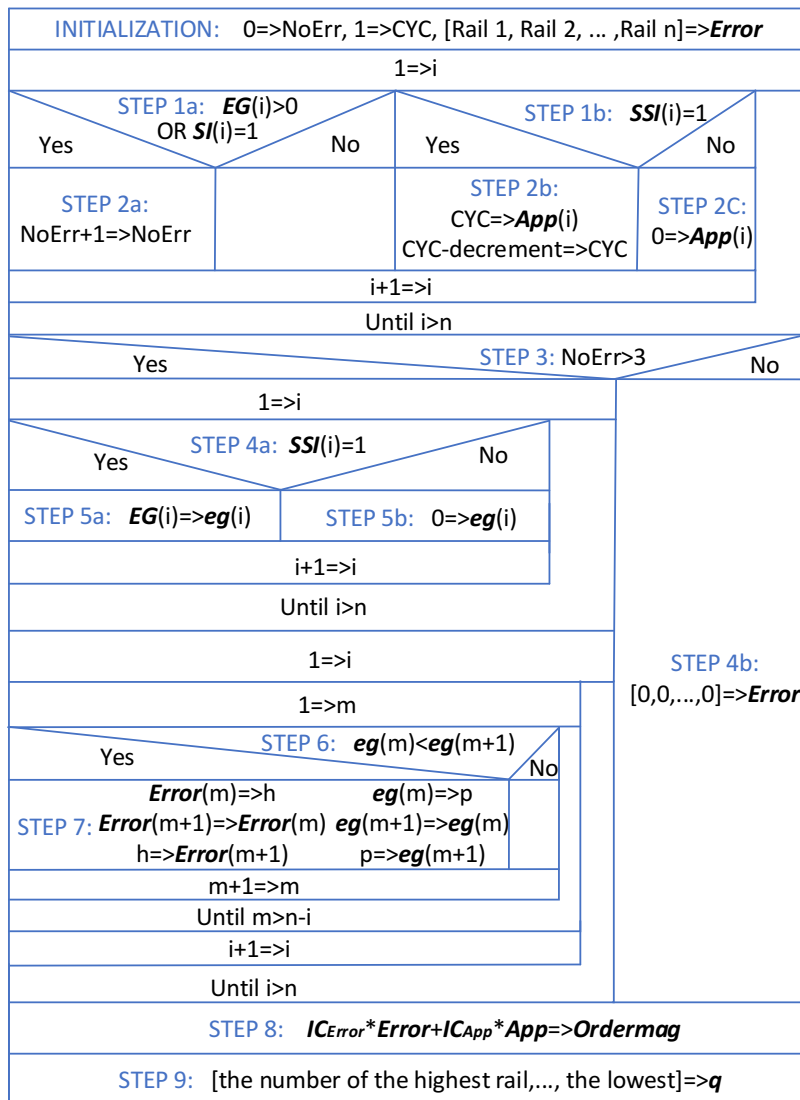 INITIALIZATION: 0=>NoErr, 1=>CYC, [Rail 1, Rail 2, ... ,Rail n]=>Error
1=>i
STEP 1a: EG(i)>0
OR SI(i)=1
Yes
No
STEP 1b: SSI(i)=1
Yes
No
STEP 2a:
NoErr+1=>NoErr
STEP 2b:
CYC=>App(i)
CYC-decrement=>CYC
STEP 2C:
0=>App(i)
i+1=>i
Until i>n
STEP 3: NoErr>3
Yes
No
1=>i
STEP 4a: SSI(i)=1
Yes
No
STEP 5a: EG(i)=>eg(i)
STEP 5b: 0=>eg(i)
i+1=>i
Until i>n
1=>i
STEP 4b:
[0,0,...,0]=>Error
1=>m
STEP 6: eg(m)<eg(m+1)
Yes
No
Error(m)=>h eg(m)=>p
STEP 7: Error(m+1)=>Error(m) eg(m+1)=>eg(m)
h=>Error(m+1) p=>eg(m+1)
m+1=>m
Until m>n-i
i+1=>i
Until i>n
STEP 8: ICError*Error+ICApp*App=>Ordermag
STEP 9: [the number of the highest rail,..., the lowest]=>q